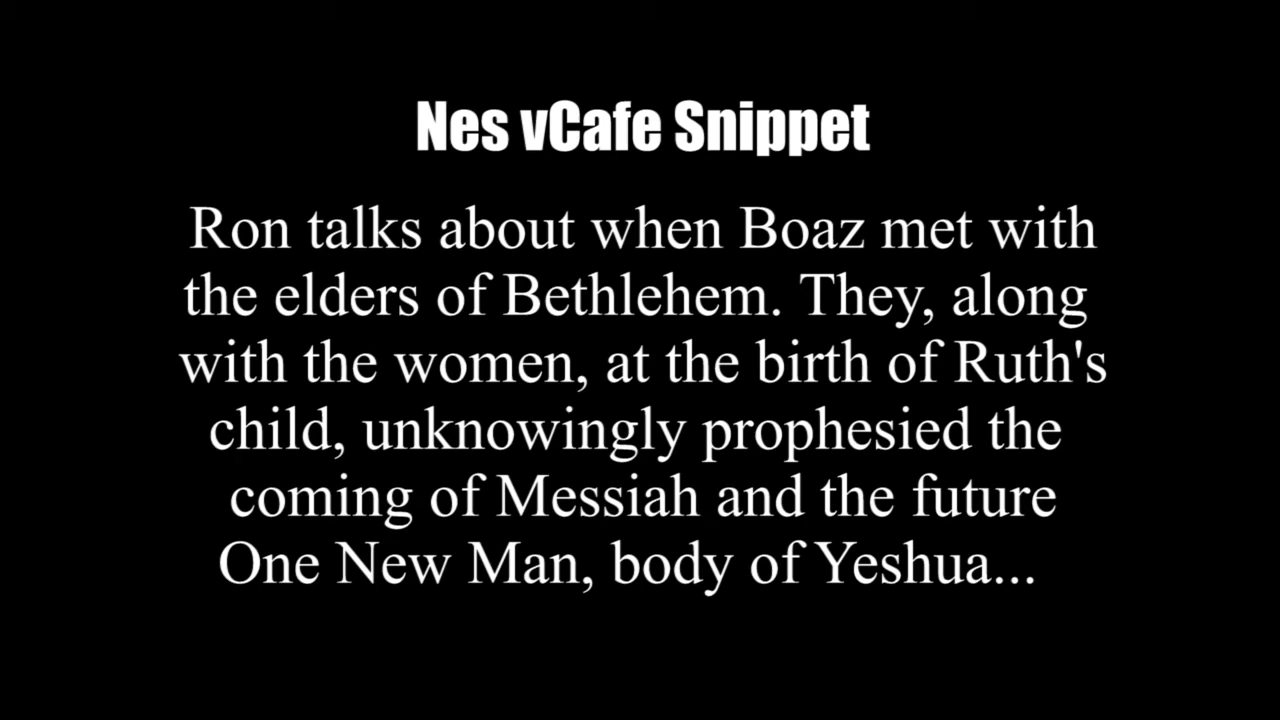 Nes vCafe Snippet
Ron talks about when Boaz met with
the elders of Bethlehem. They, along
with the women, at the birth of Ruth's
child, unknowingly prophesied the
coming of Messiah and the future
One New Man, body of Yeshua...